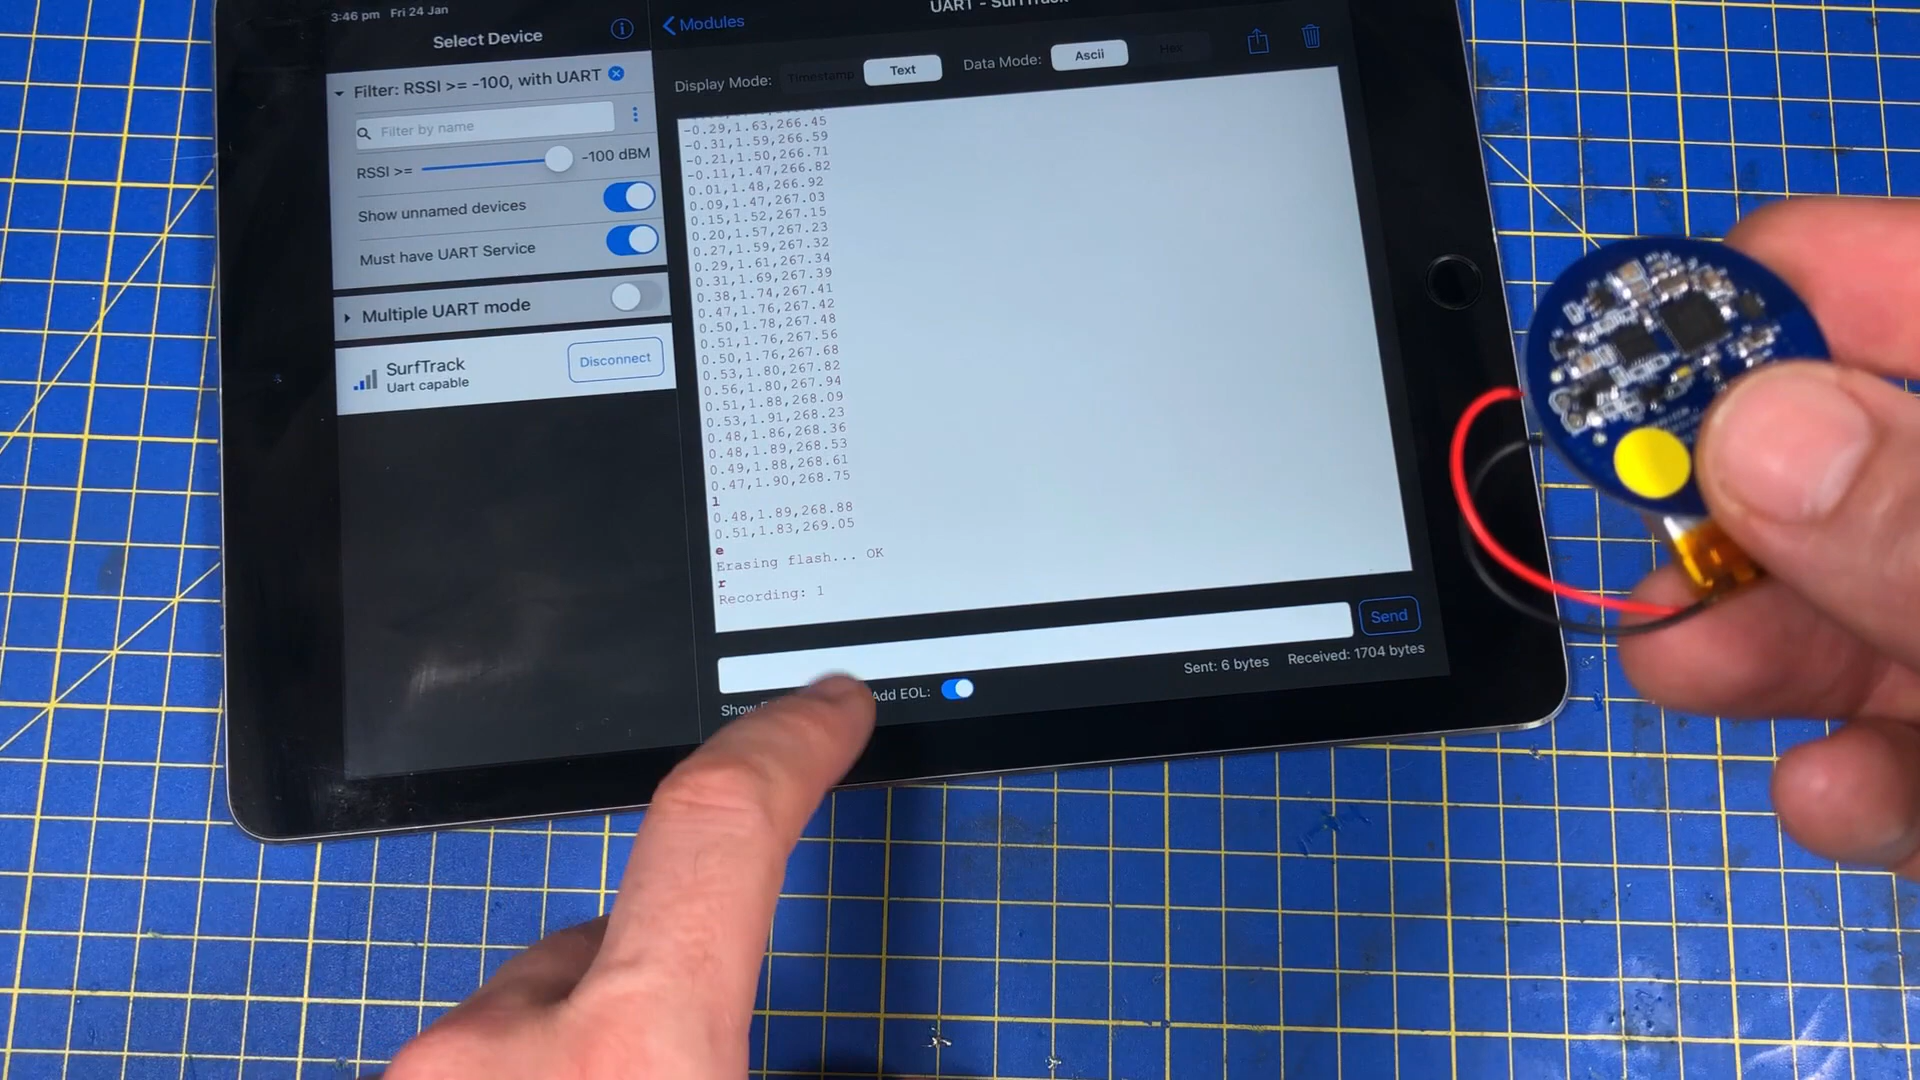 3:46 pm Fri 24 Jan
Select Device
Filter: RSSI >= -100, with UART
Filter by name
RSSI >= -100 dBM
Show unnamed devices
Must have UART Service
Multiple UART mode
SurfTrack
Uart capable
Disconnect
Modules
UART - SurfTrack
Display Mode: Timestamp Text Data Mode: Ascii Hex
-0.29,1.63,266.45
-0.31,1.59,266.59
-0.21,1.50,266.71
-0.11,1.47,266.82
0.01,1.48,266.92
0.09,1.47,267.03
0.15,1.52,267.15
0.20,1.57,267.23
0.27,1.59,267.32
0.29,1.61,267.34
0.31,1.69,267.39
0.38,1.74,267.41
0.47,1.76,267.42
0.50,1.78,267.48
0.51,1.76,267.56
0.50,1.76,267.68
0.53,1.80,267.82
0.56,1.80,267.94
0.51,1.88,268.09
0.53,1.91,268.23
0.48,1.86,268.36
0.48,1.89,268.53
0.49,1.88,268.61
0.47,1.90,268.75
l
0.48,1.89,268.88
0.51,1.83,269.05
e
Erasing flash... OK
r
Recording: 1
Send
Show Add EOL: Sent: 6 bytes Received: 1704 bytes